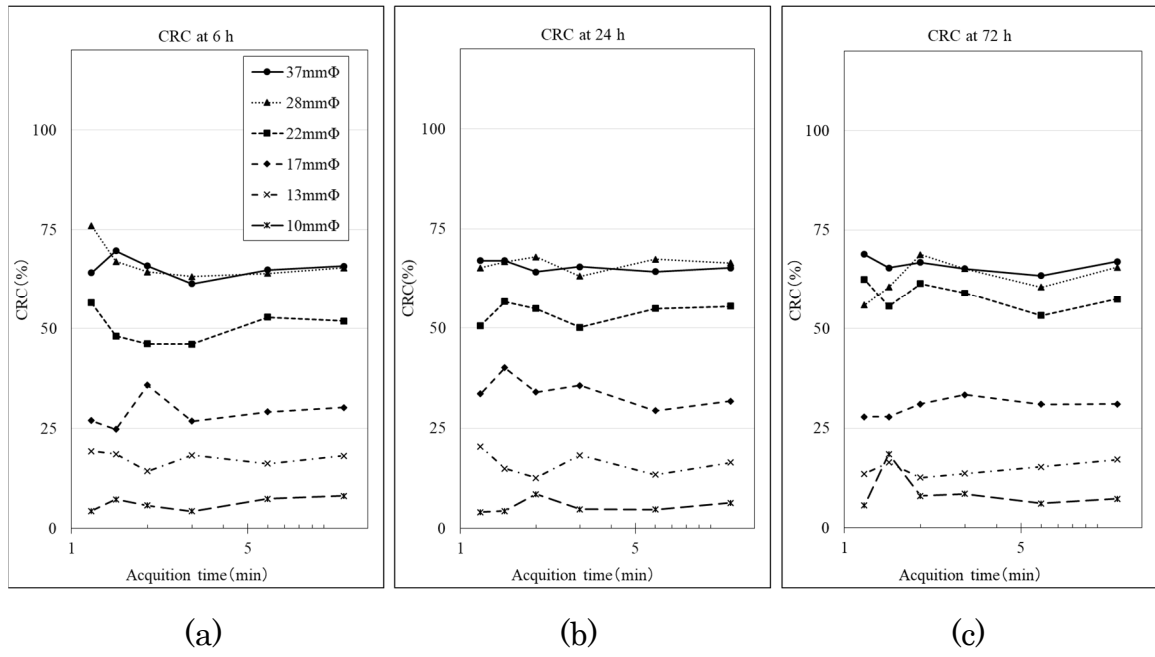 CRC at 6 h
37mmΦ
28mmΦ
22mmΦ
17mmΦ
13mmΦ
10mmΦ
CRC(%)
100
75
50
25
0
1
5
Acquition time(min)
(a)
CRC at 24 h
CRC(%)
100
75
50
25
0
1
5
Acquition time(min)
(b)
CRC at 72 h
CRC(%)
100
75
50
25
0
1
5
Acquition time(min)
(c)